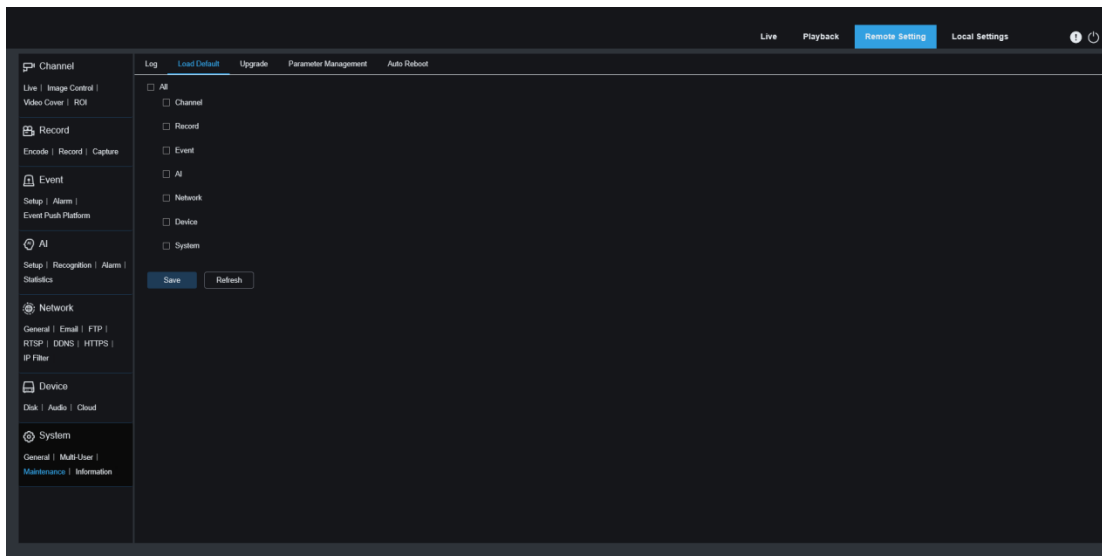 Live Playback Remote Setting Local Settings
Channel
Live | Image Control |
Video Cover | ROI
Record
Encode | Record | Capture
Event
Setup | Alarm |
Event Push Platform
AI
Setup | Recognition | Alarm |
Statistics
Network
General | Email | FTP |
RTSP | DDNS | HTTPS |
IP Filter
Device
Disk | Audio | Cloud
System
General | Multi-User |
Maintenance | Information
Log Load Default Upgrade Parameter Management Auto Reboot
All
Channel
Record
Event
AI
Network
Device
System
Save Refresh